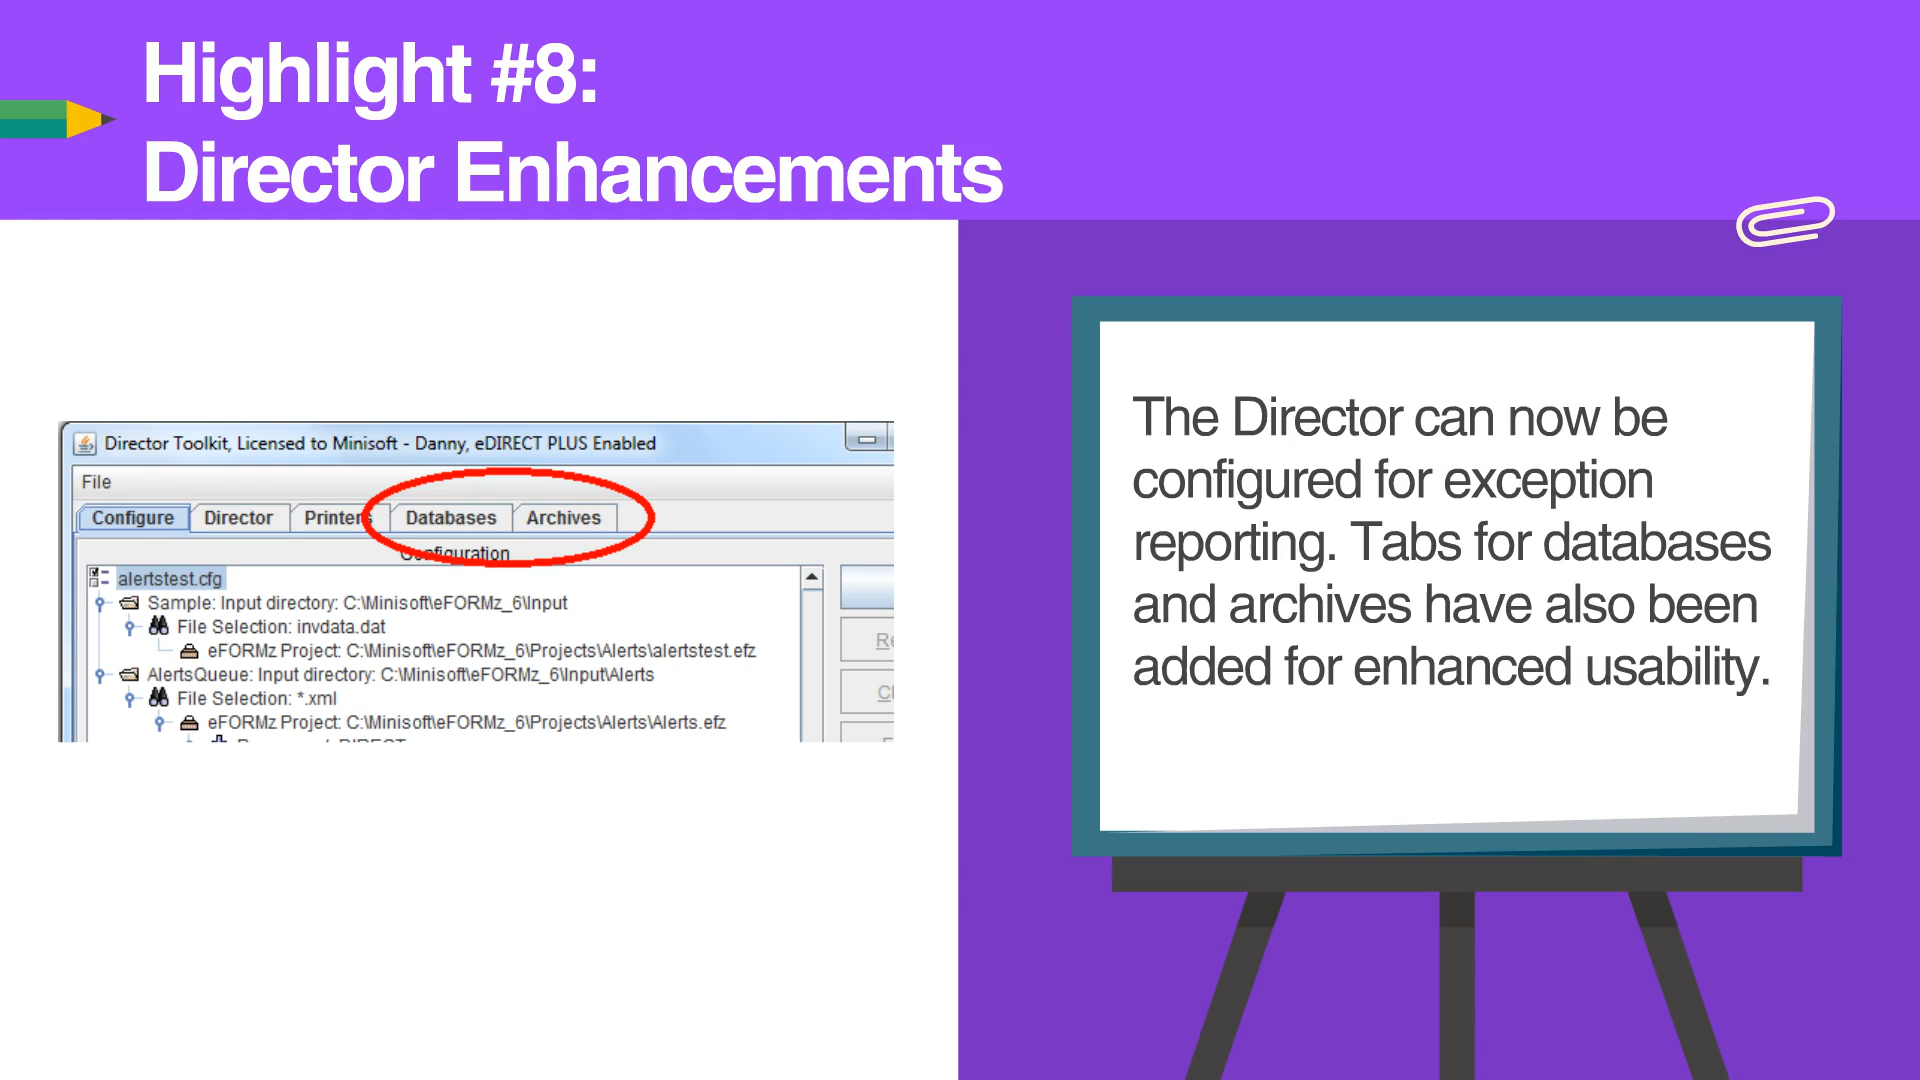 Highlight #8:
Director Enhancements
Director Toolkit, Licensed to Minisoft - Danny, eDIRECT PLUS Enabled
File
Configure Director Printers Databases Archives
Configuration
alertstest.cfg
Sample: Input directory: C:\Minisoft\eFORMz_6\Input
File Selection: invdata.dat
eFORMz Project: C:\Minisoft\eFORMz_6\Projects\Alerts\alertstest.efz
AlertsQueue: Input directory: C:\Minisoft\eFORMz_6\Input\Alerts
File Selection: *.xml
eFORMz Project: C:\Minisoft\eFORMz_6\Projects\Alerts\Alerts.efz
Re
Cl
The Director can now be
configured for exception
reporting. Tabs for databases
and archives have also been
added for enhanced usability.